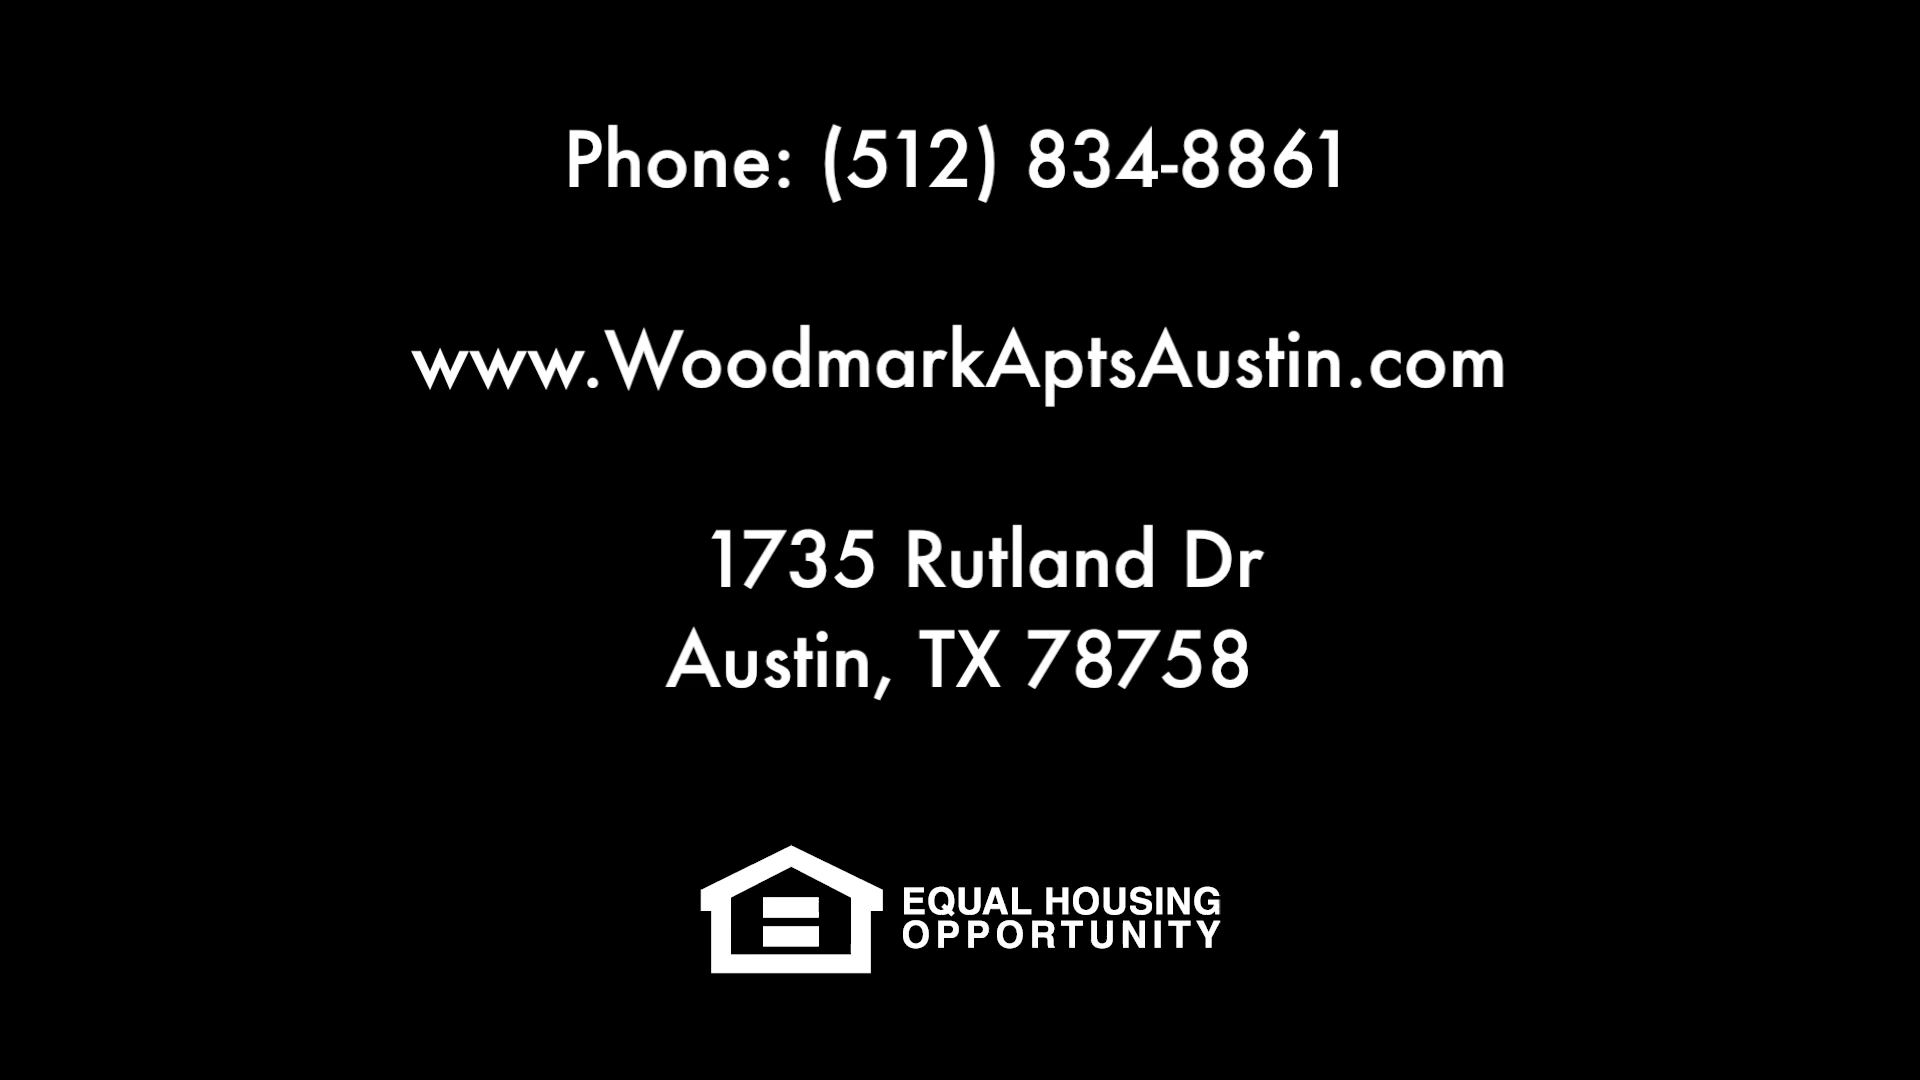 Phone: (512) 834-8861
www.WoodmarkAptsAustin.com
1735 Rutland Dr
Austin, TX 78758
EQUAL HOUSING
OPPORTUNITY